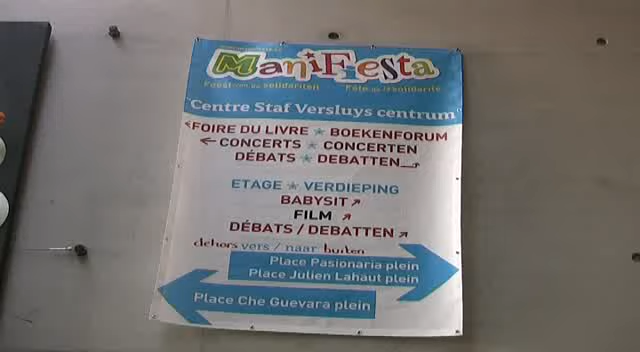 ManiFiesta
Feest van de solidariteit Fête de la solidarité
Centre Staf Versluys centrum
FOIRE DU LIVRE * BOEKENFORUM
CONCERTS * CONCERTEN
DÉBATS * DEBATTEN
ETAGE * VERDIEPING
BABYSIT
FILM
DÉBATS / DEBATTEN
dehors vers / naar buiten
Place Pasionaria plein
Place Julien Lahaut plein
Place Che Guevara plein